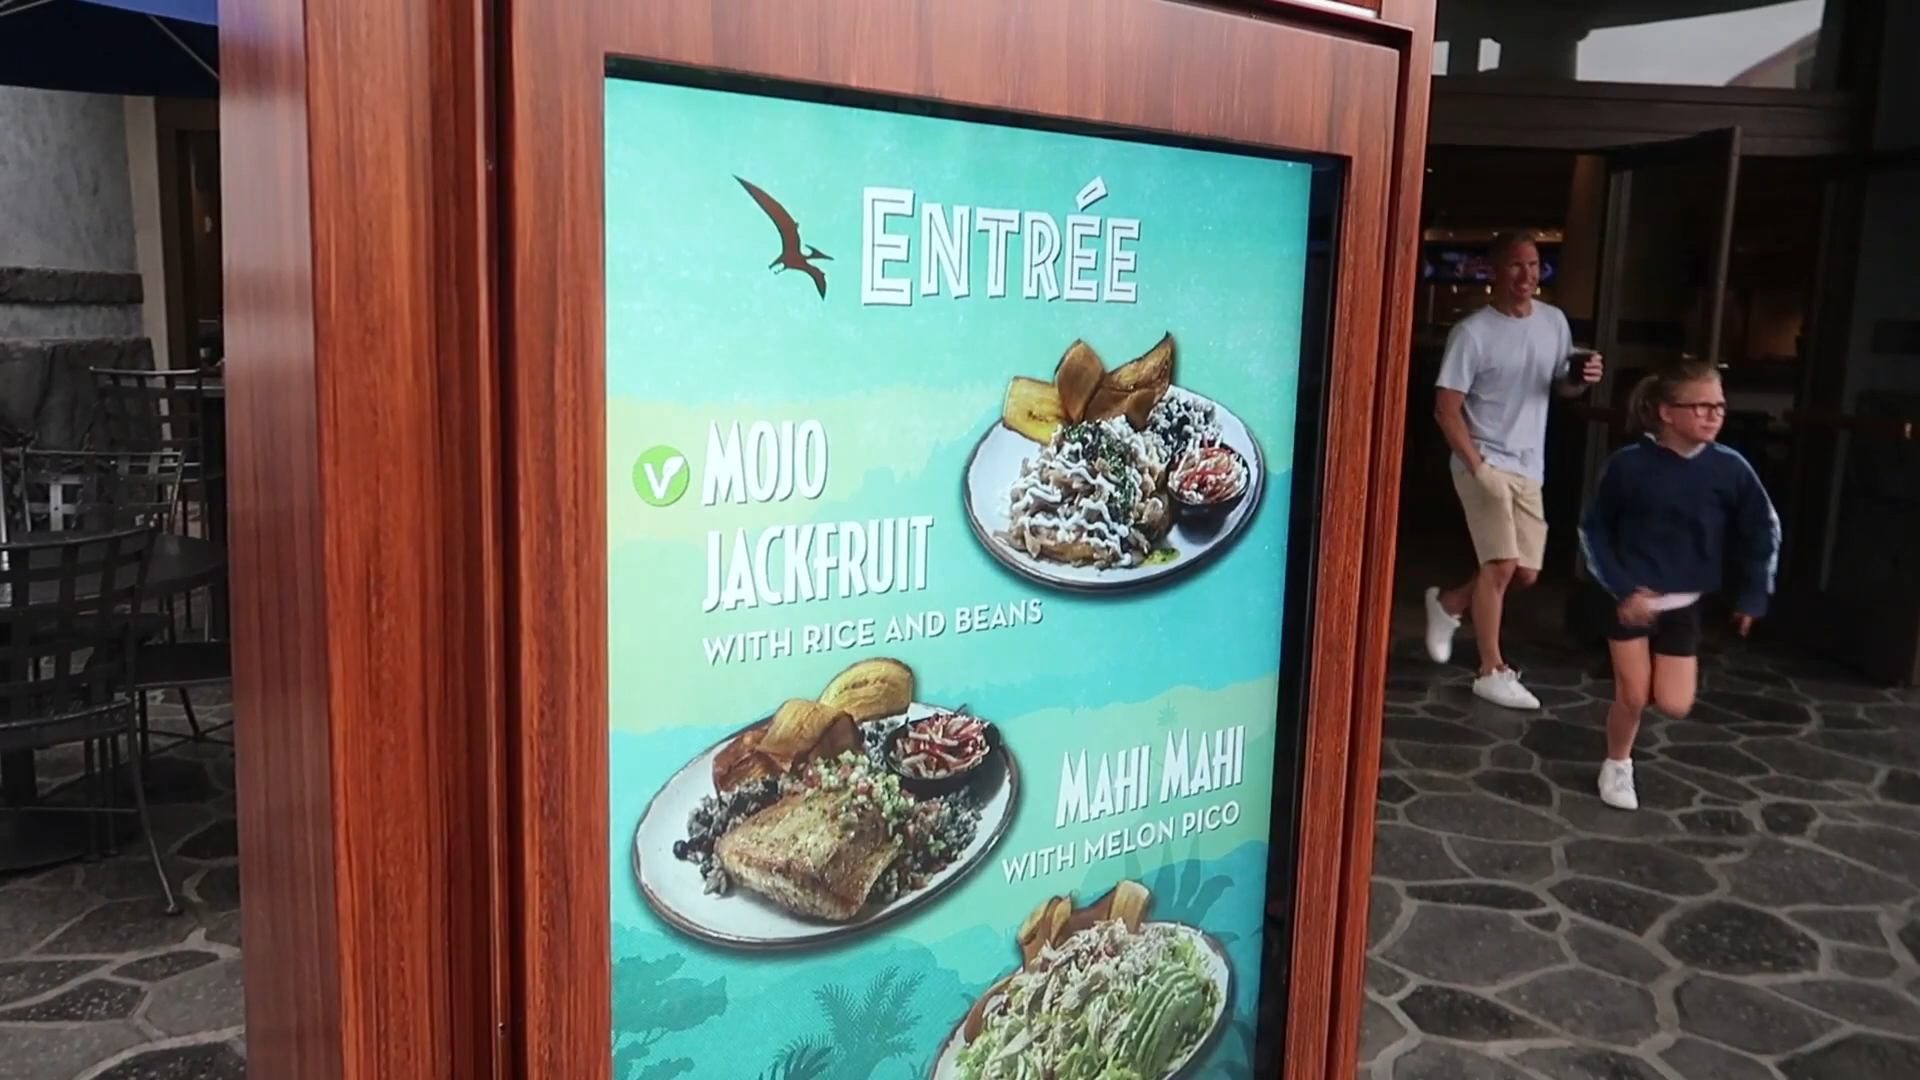 ENTRÉE
V MOJO
JACKFRUIT
WITH RICE AND BEANS
MAHI MAHI
WITH MELON PICO